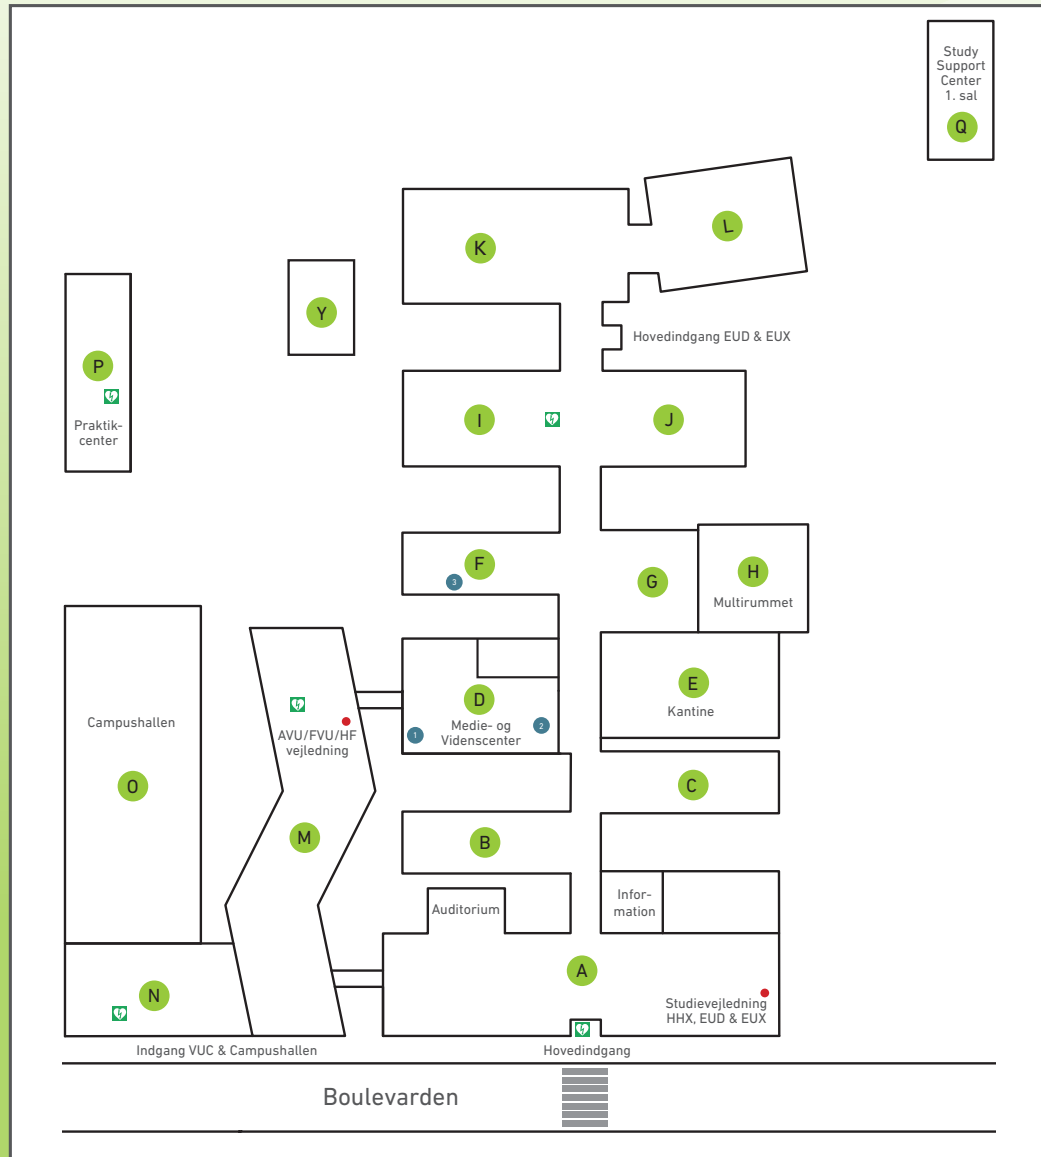 Study
Support
Center
1. sal
Q
L
K
Y
Hovedindgang EUD & EUX
P
Praktik-
center
I
J
F
3
G
H
Multirummet
E
Kantine
D
Medie- og
Videnscenter
1
2
AVU/FVU/HF
vejledning
Campushallen
O
C
M
B
Auditorium
Infor-
mation
A
N
Studievejledning
HHX, EUD & EUX
Indgang VUC & Campushallen
Hovedindgang
Boulevarden